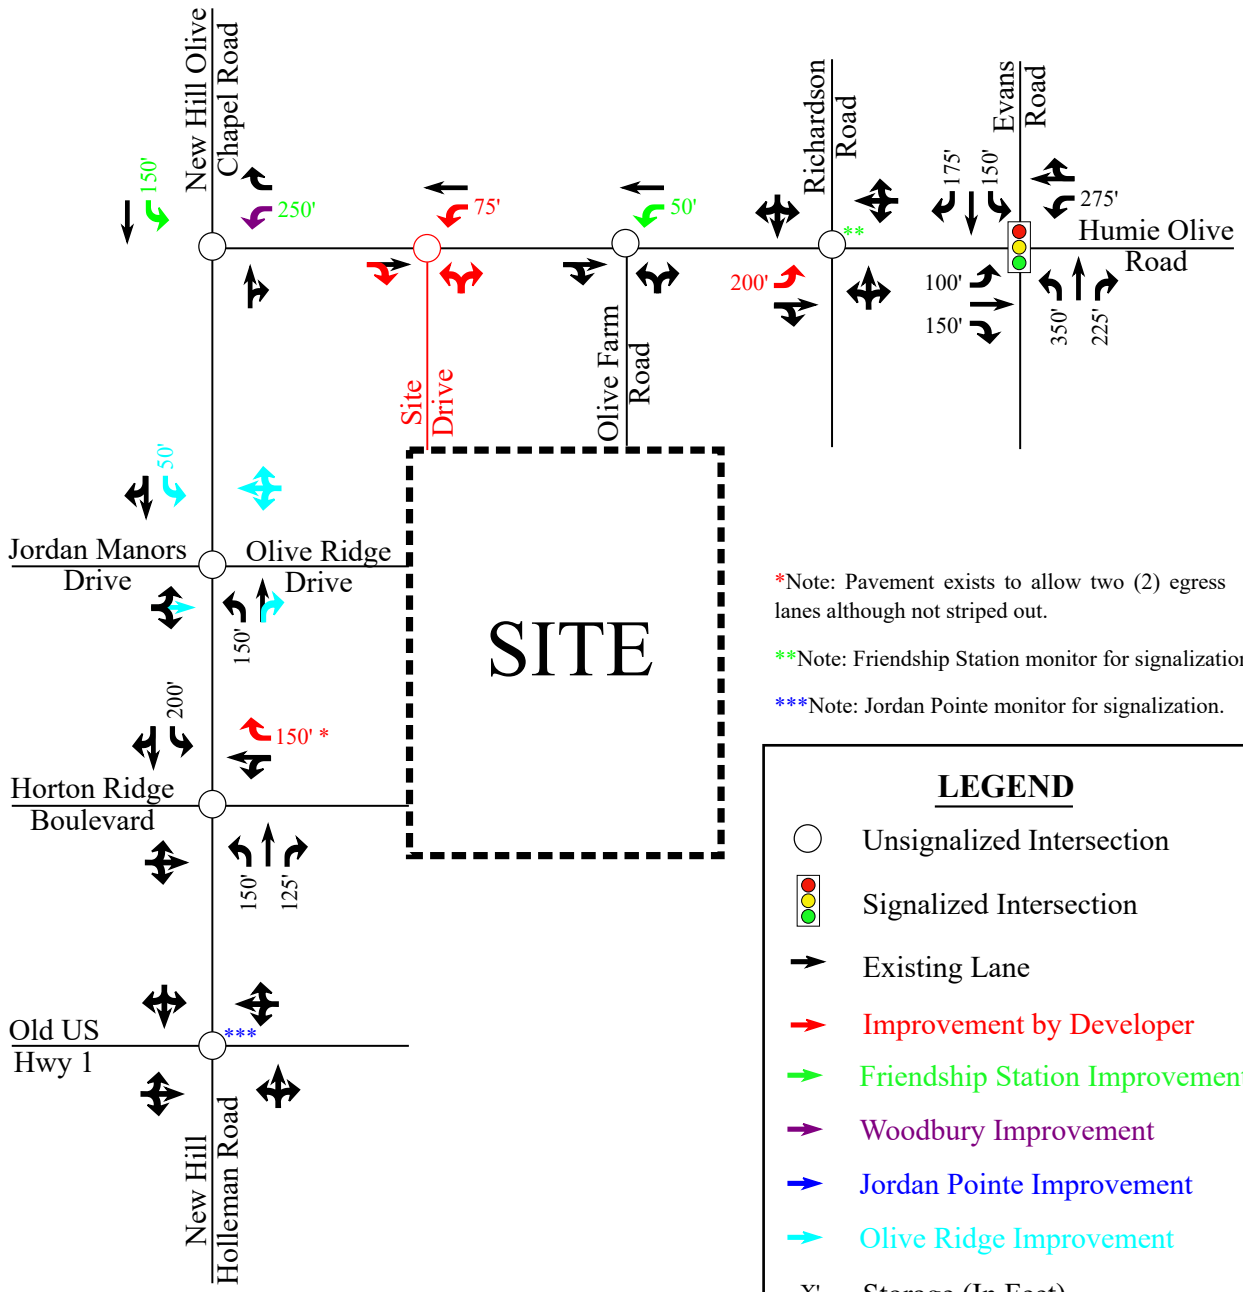 New Hill Olive
Chapel Road
Richardson
Road
Evans
Road
150'
250'
75'
50'
175'
150'
275'
**
Humie Olive
Road
200'
100'
150'
350'
225'
Site
Drive
Olive Farm
Road
50'
Jordan Manors
Drive
Olive Ridge
Drive
150'
SITE
*Note: Pavement exists to allow two (2) egress
lanes although not striped out.
**Note: Friendship Station monitor for signalization
***Note: Jordan Pointe monitor for signalization.
200'
150' *
Horton Ridge
Boulevard
150'
125'
Old US
Hwy 1
***
New Hill
Holleman Road
LEGEND
Unsignalized Intersection
Signalized Intersection
Existing Lane
Improvement by Developer
Friendship Station Improvement
Woodbury Improvement
Jordan Pointe Improvement
Olive Ridge Improvement
X' Storage (In Feet)